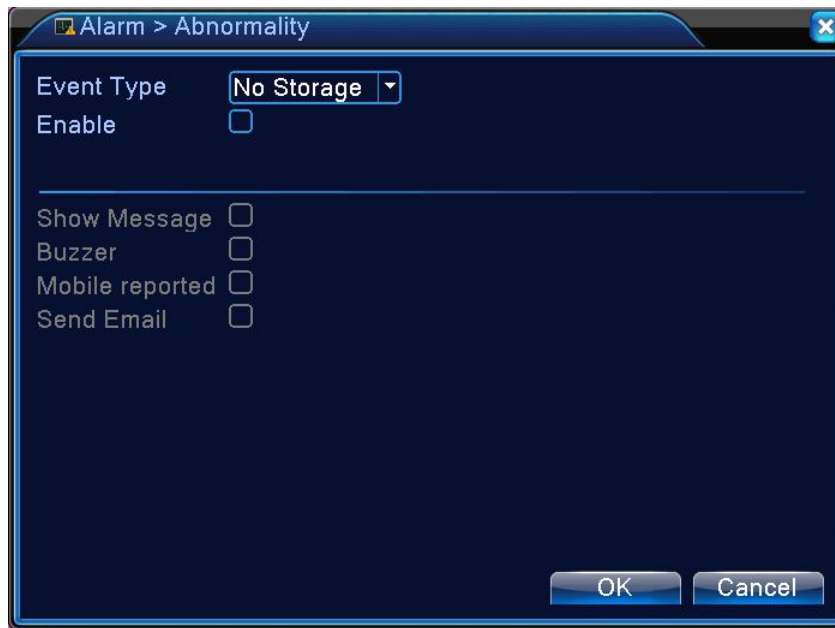 Alarm > Abnormality
Event Type No Storage
Enable
Show Message
Buzzer
Mobile reported
Send Email
OK Cancel